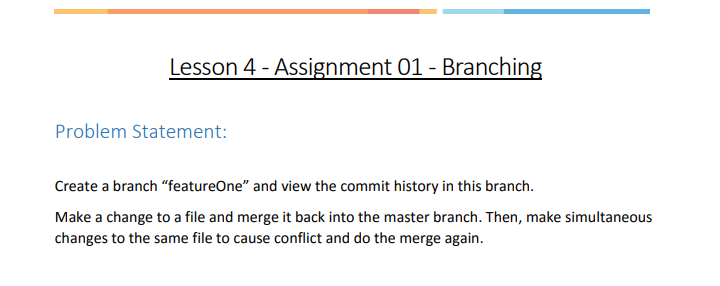 Lesson 4 - Assignment 01 - Branching
Problem Statement:
Create a branch “featureOne” and view the commit history in this branch.
Make a change to a file and merge it back into the master branch. Then, make simultaneous
changes to the same file to cause conflict and do the merge again.